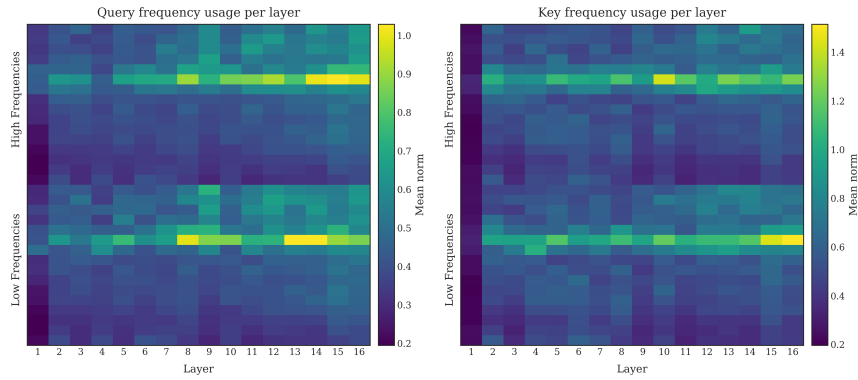 Query frequency usage per layer
High Frequencies
Low Frequencies
1 2 3 4 5 6 7 8 9 10 11 12 13 14 15 16
Layer
1.0
0.9
0.8
0.7
0.6
0.5
0.4
0.3
0.2
Mean norm
Key frequency usage per layer
High Frequencies
Low Frequencies
1 2 3 4 5 6 7 8 9 10 11 12 13 14 15 16
Layer
1.4
1.2
1.0
0.8
0.6
0.4
0.2
Mean norm